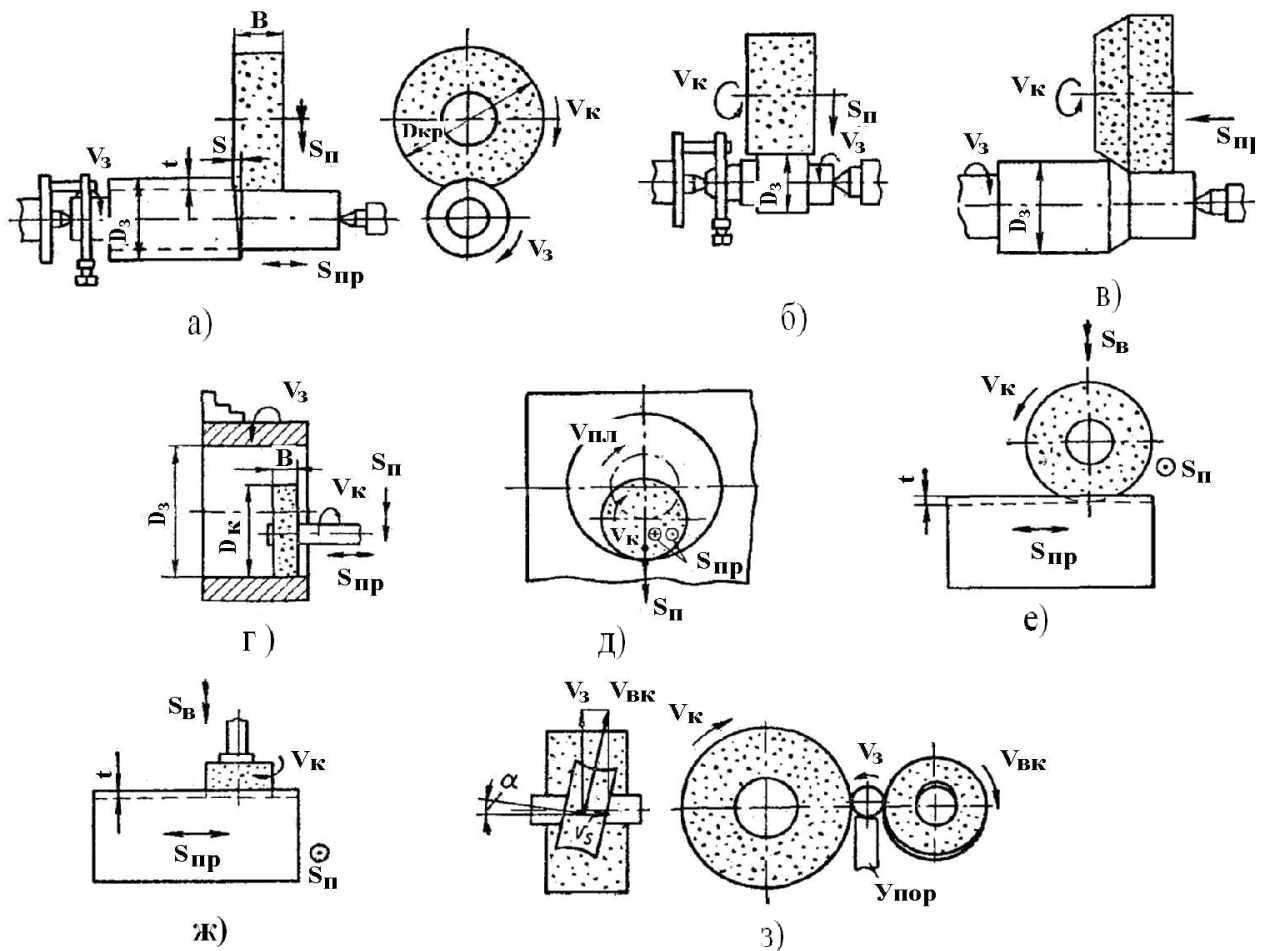 B
Vк
Dкр
S
Sп
t
Vз
Dз
Vз
Sпр
а)
Vк
Sп
Vз
Dз
б)
Vк
Sпр
Vз
Dз
в)
Vз
B
Sп
Vк
Dз
Dк
Sпр
г)
Vпл
Vк
Sпр
Sп
д)
Sв
Vк
Sп
t
Sпр
е)
Sв
Vк
t
Sпр
Sп
ж)
Vз Vвк
α
Vs
Vк
Vз
Vвк
Упор
з)